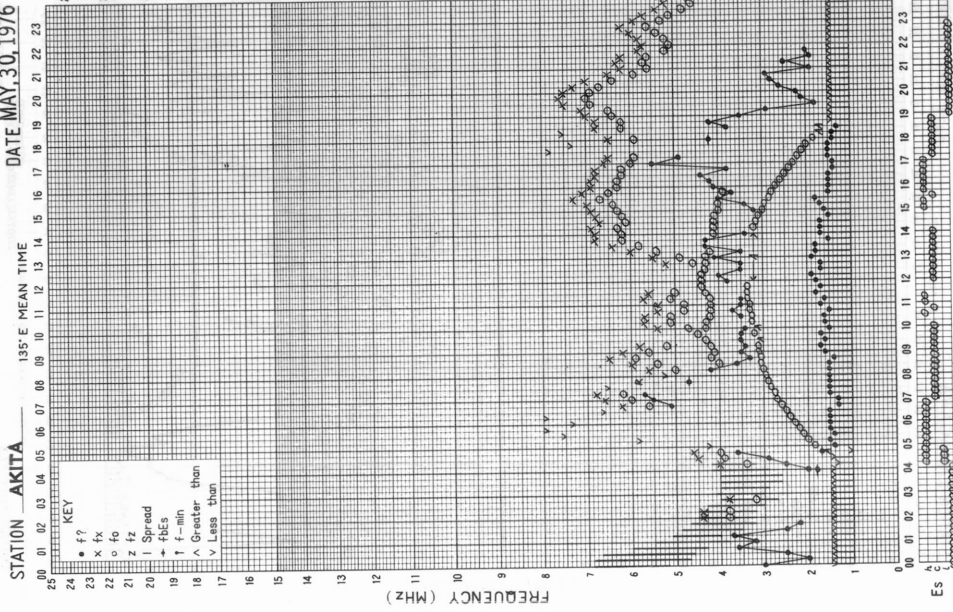 STATION AKITA 135° E MEAN TIME DATE MAY, 30, 1976
00 01 02 03 04 05 06 07 08 09 10 11 12 13 14 15 16 17 18 19 20 21 22 23
KEY
f?
x fx
o fo
z fz
| Spread
fbEs
f-min
^ Greater than
v Less than
FREQUENCY (MHz)
25
24
23
22
21
20
19
18
17
16
15
14
13
12
11
10
9
8
7
6
5
4
3
2
1
M
00 01 02 03 04 05 06 07 08 09 10 11 12 13 14 15 16 17 18 19 20 21 22 23
Es
h
c
l